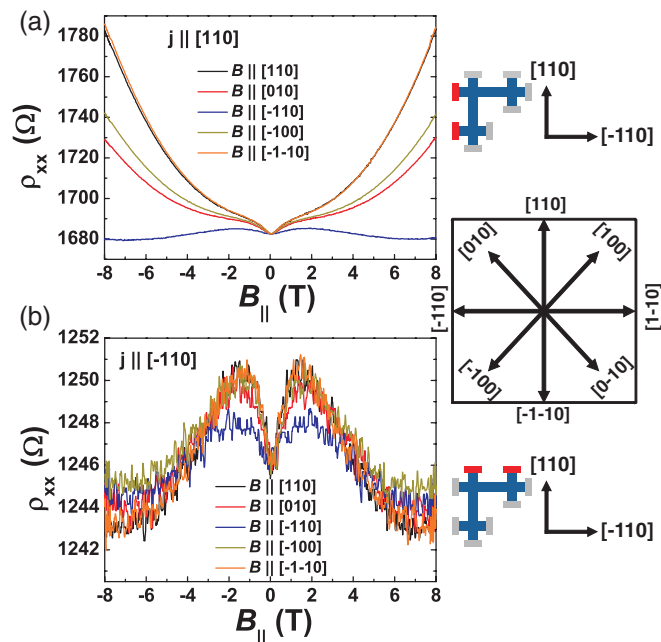 (a)
j || [110]
B || [110]
B || [010]
B || [-110]
B || [-100]
B || [-1-10]
1780
1760
1740
1720
1700
1680
ρxx (Ω)
-8 -6 -4 -2 0 2 4 6 8
B|| (T)
[110]
[-110]
[110]
[010]
[100]
[-110]
[1-10]
[-100]
[0-10]
[-1-10]
(b)
j || [-110]
1252
1250
1248
1246
1244
1242
ρxx (Ω)
B || [110]
B || [010]
B || [-110]
B || [-100]
B || [-1-10]
-8 -6 -4 -2 0 2 4 6 8
B|| (T)
[110]
[-110]